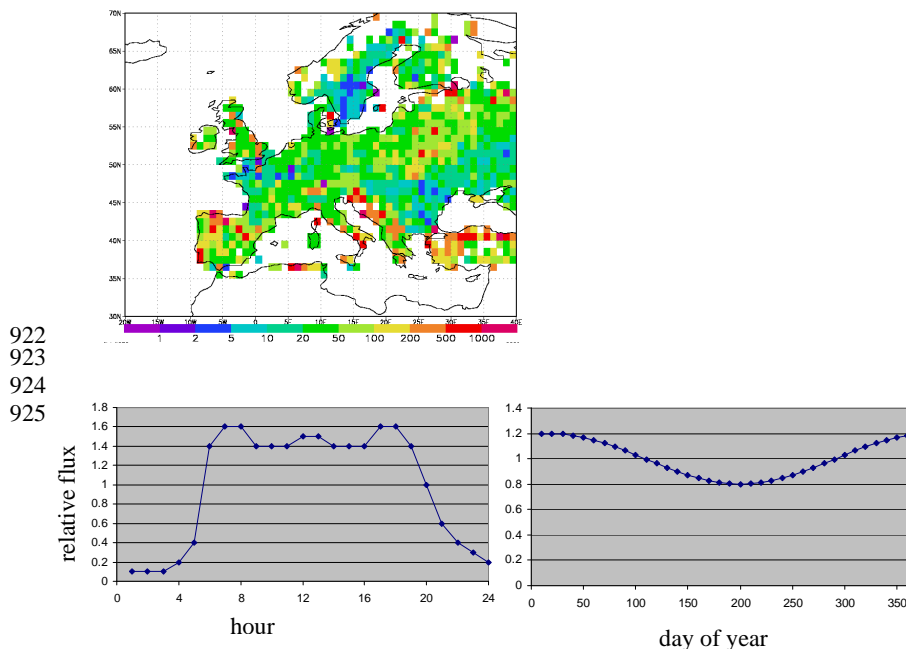 70N
65N
60N
55N
50N
45N
40N
35N
30N
20W 15W 10W 5W 0 5E 10E 15E 20E 25E 30E 35E 40E
1 2 5 10 20 50 100 200 500 1000
922
923
924
925
1.8
1.6
1.4
1.2
1
0.8
0.6
0.4
0.2
0
0 4 8 12 16 20 24
relative flux
hour
1.4
1.2
1
0.8
0.6
0.4
0.2
0
0 50 100 150 200 250 300 350
day of year